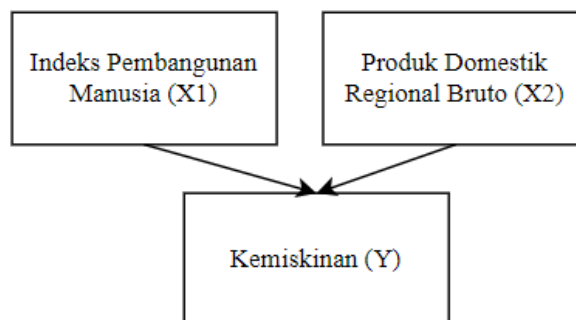 Indeks Pembangunan
Manusia (X1)
Produk Domestik
Regional Bruto (X2)
Kemiskinan (Y)